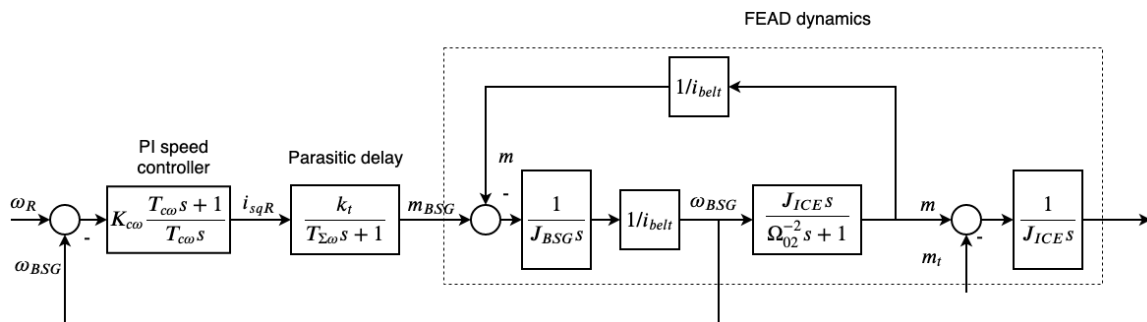 FEAD dynamics
1/i_belt
PI speed
controller
Parasitic delay
m
-
ω_R
K_cω (T_cω s + 1)/(T_cω s)
i_sqR
k_t/(T_Σω s + 1)
m_BSG
1/(J_BSG s)
1/i_belt
ω_BSG
J_ICE s/(Ω_02^-2 s + 1)
m
1/(J_ICE s)
-
-
ω_BSG
m_t